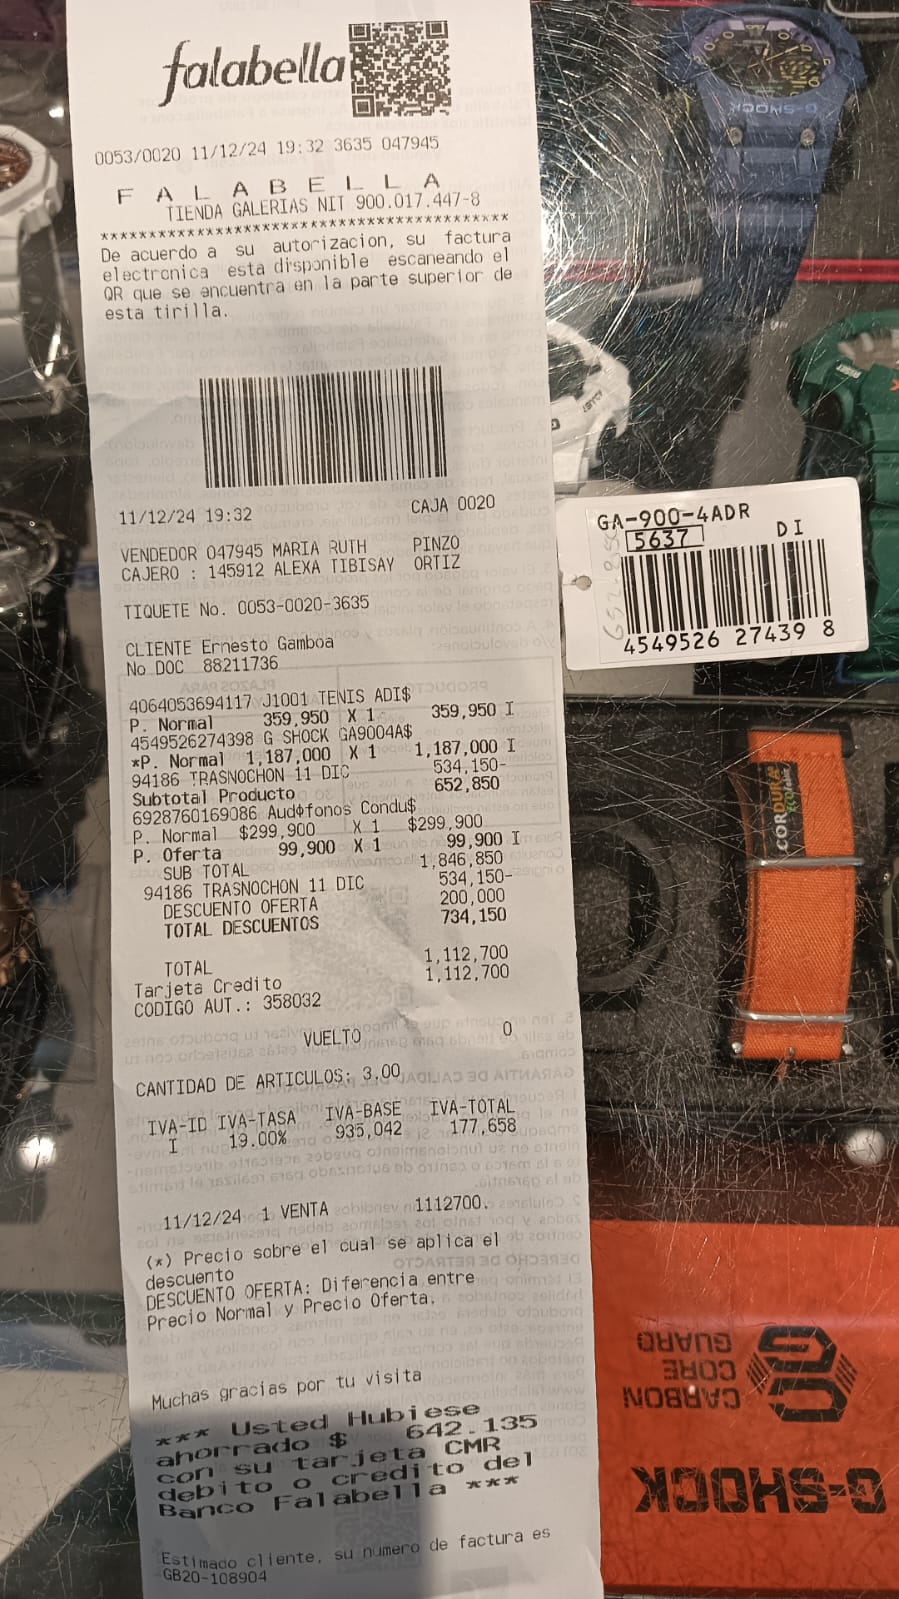 falabella
0053/0020 11/12/24 19:32 3635 047945
F A L A B E L L A
TIENDA GALERIAS NIT 900.017.447-8
******************************************
De acuerdo a su autorizacion, su factura
electronica esta disponible escaneando el
QR que se encuentra en la parte superior de
esta tirilla.
11/12/24 19:32 CAJA 0020
VENDEDOR 047945 MARIA RUTH PINZO
CAJERO : 145912 ALEXA TIBISAY ORTIZ
TIQUETE No. 0053-0020-3635
CLIENTE Ernesto Gamboa
No DOC 88211736
4064053694117 J1001 TENIS ADI$
P. Normal 359,950 X 1 359,950 I
4549526274398 G SHOCK GA9004A$
*P. Normal 1,187,000 X 1 1,187,000 I
94186 TRASNOCHON 11 DIC 534,150-
Subtotal Producto 652,850
6928760169086 Audífonos Condu$
P. Normal $299,900 X 1 $299,900
P. Oferta 99,900 X 1 99,900 I
SUB TOTAL 1,846,850
94186 TRASNOCHON 11 DIC 534,150-
DESCUENTO OFERTA 200,000
TOTAL DESCUENTOS 734,150
TOTAL 1,112,700
Tarjeta Credito 1,112,700
CODIGO AUT.: 358032
VUELTO 0
CANTIDAD DE ARTICULOS: 3.00
IVA-ID IVA-TASA IVA-BASE IVA-TOTAL
I 19.00% 935,042 177,658
11/12/24 1 VENTA 1112700.
(*) Precio sobre el cual se aplica el
descuento
DESCUENTO OFERTA: Diferencia entre
Precio Normal y Precio Oferta.
Muchas gracias por tu visita
*** Usted Hubiese
ahorrado $ 642.135
con su tarjeta CMR
debito o credito del
Banco Falabella ***
Estimado cliente, su numero de factura es
GB20-108904
GA-900-4ADR
5637 DI
4549526 27439 8
G-SHOCK
RESET
ADJUST
CORDURA
ECO
CARBON
CORE
GUARD
G-SHOCK